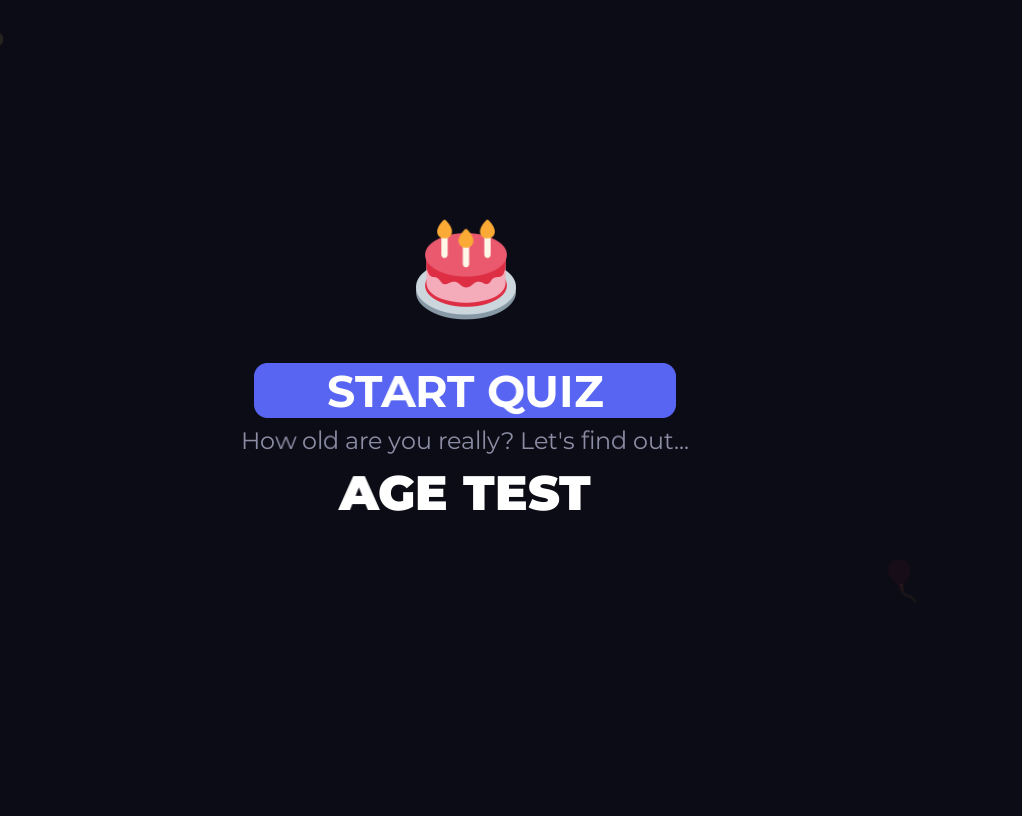 START QUIZ
How old are you really? Let's find out...
AGE TEST